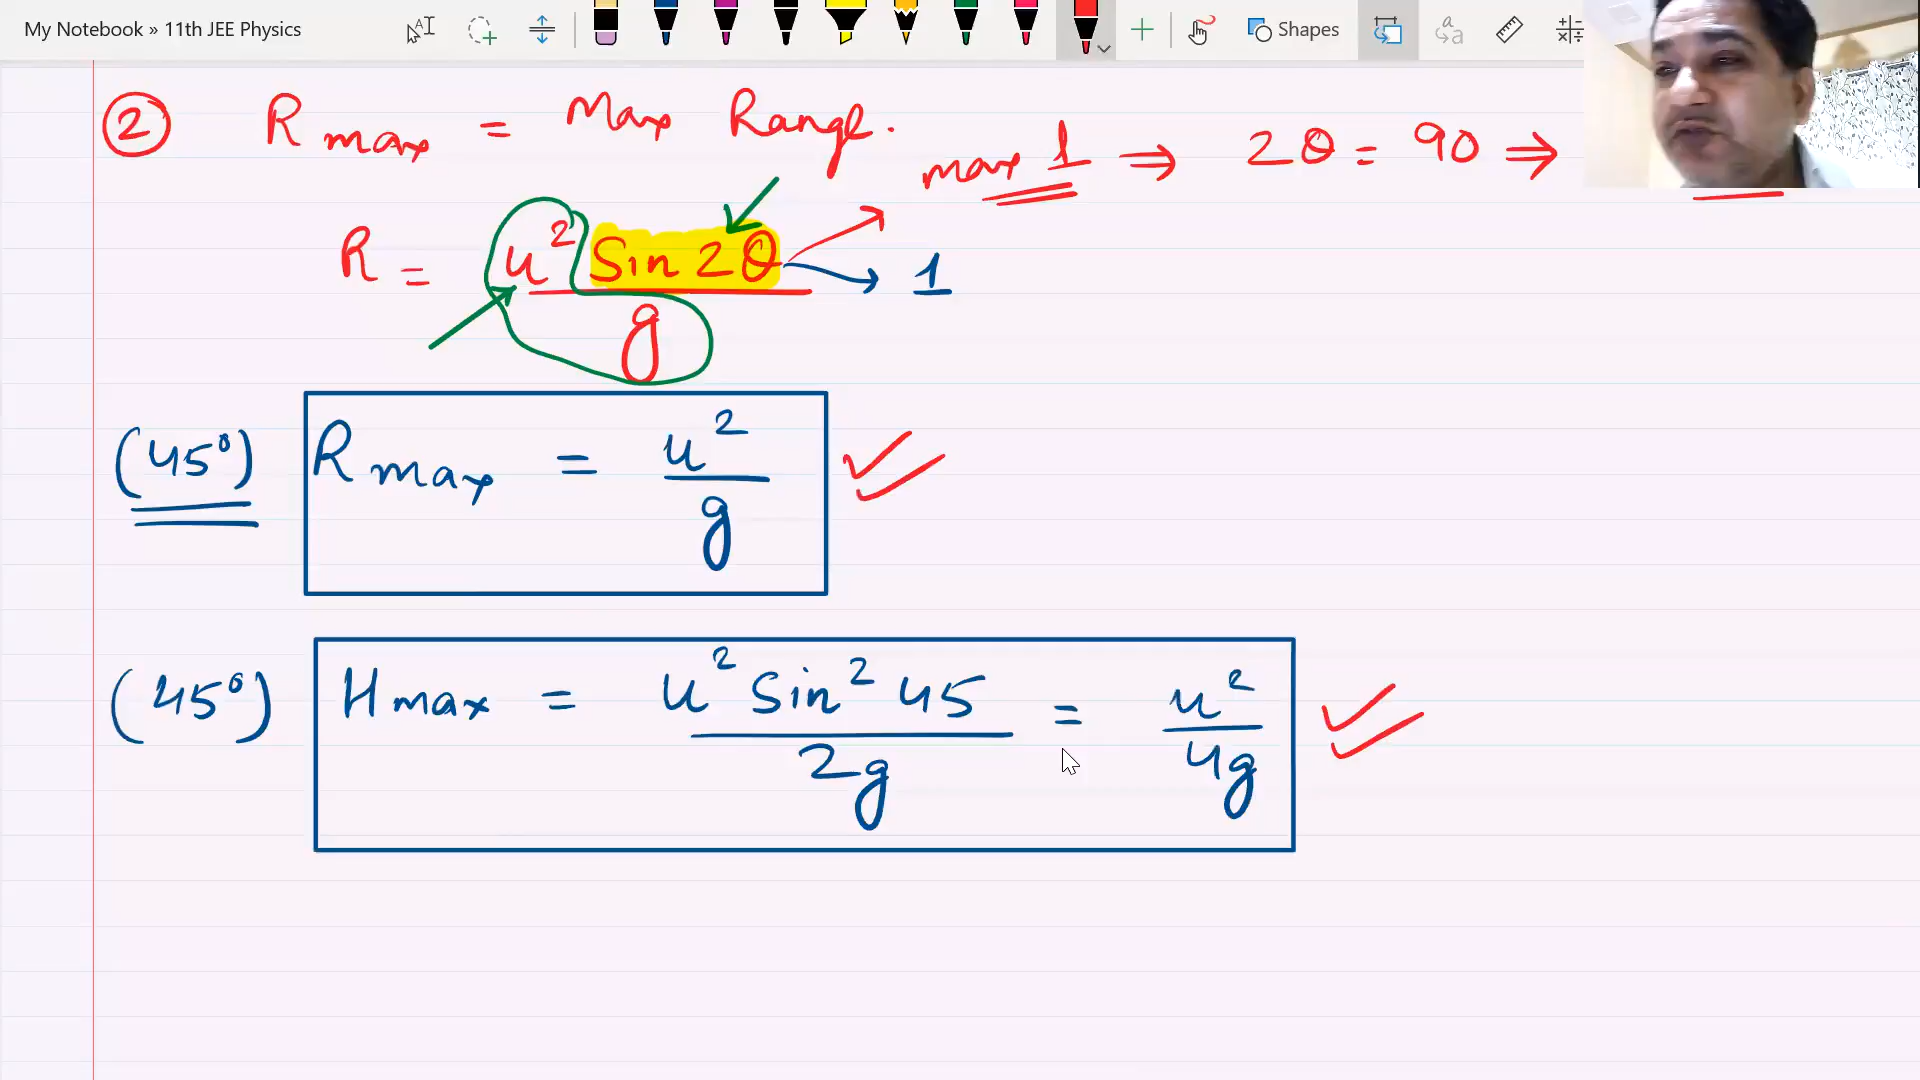 My Notebook » 11th JEE Physics
Shapes
② R max = Max Range.
max 1 ⇒ 2θ = 90 ⇒
R = u² Sin 2θ / g
1
(45°) R max = u² / g
(45°) H max = u² Sin² 45 / 2g = u² / 4g